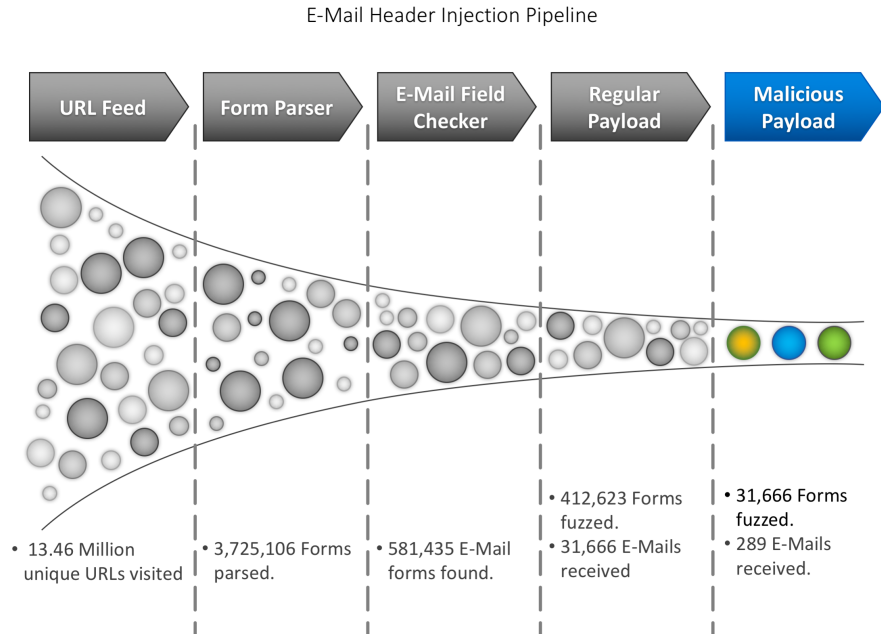 E-Mail Header Injection Pipeline
URL Feed
Form Parser
E-Mail Field
Checker
Regular
Payload
Malicious
Payload
• 13.46 Million
unique URLs visited
• 3,725,106 Forms
parsed.
• 581,435 E-Mail
forms found.
• 412,623 Forms
fuzzed.
• 31,666 E-Mails
received
• 31,666 Forms
fuzzed.
• 289 E-Mails
received.